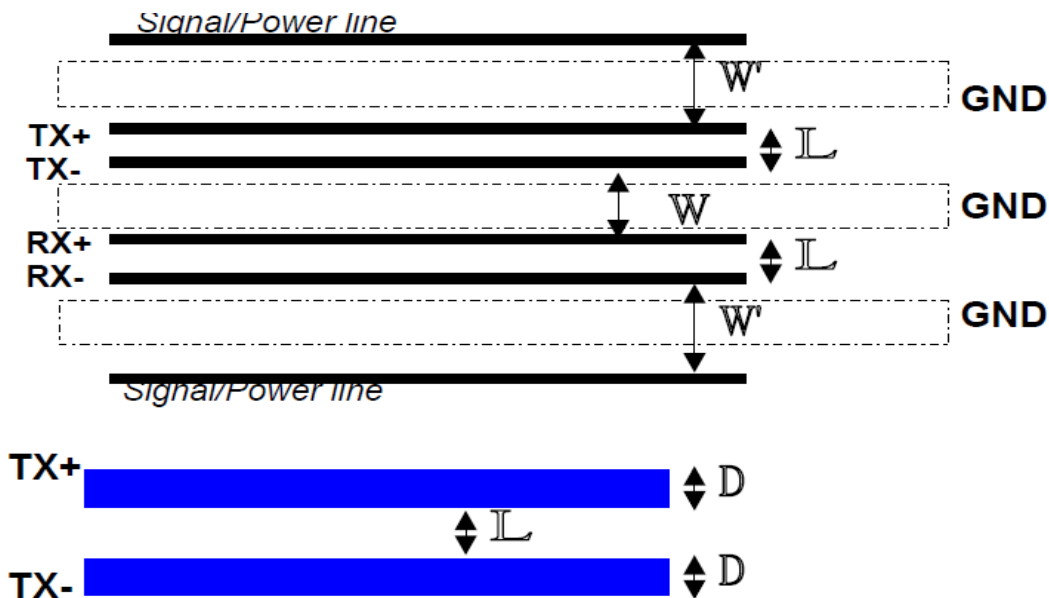 Signal/Power line
W'
GND
TX+
L
TX-
W
GND
RX+
L
RX-
W'
GND
Signal/Power line
TX+
D
L
TX-
D